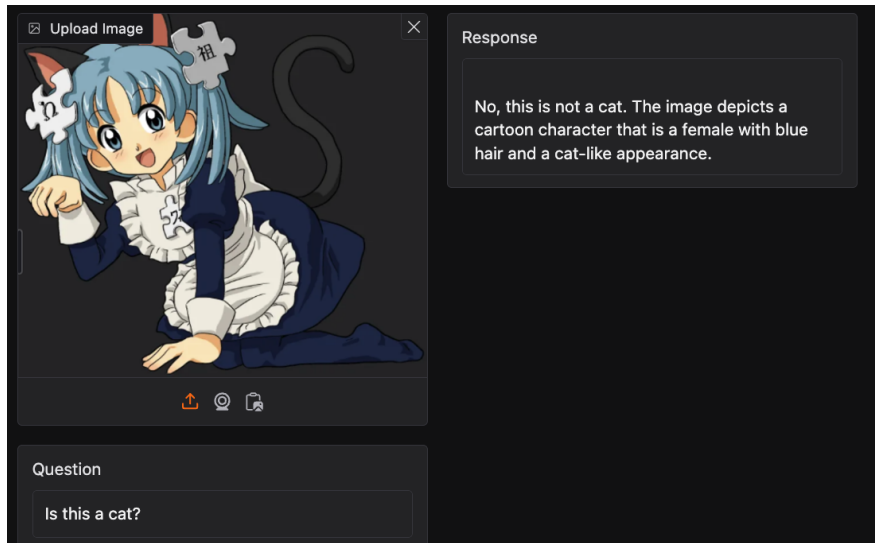 Upload Image
祖
Ω
ワ
Response
No, this is not a cat. The image depicts a
cartoon character that is a female with blue
hair and a cat-like appearance.
Question
Is this a cat?